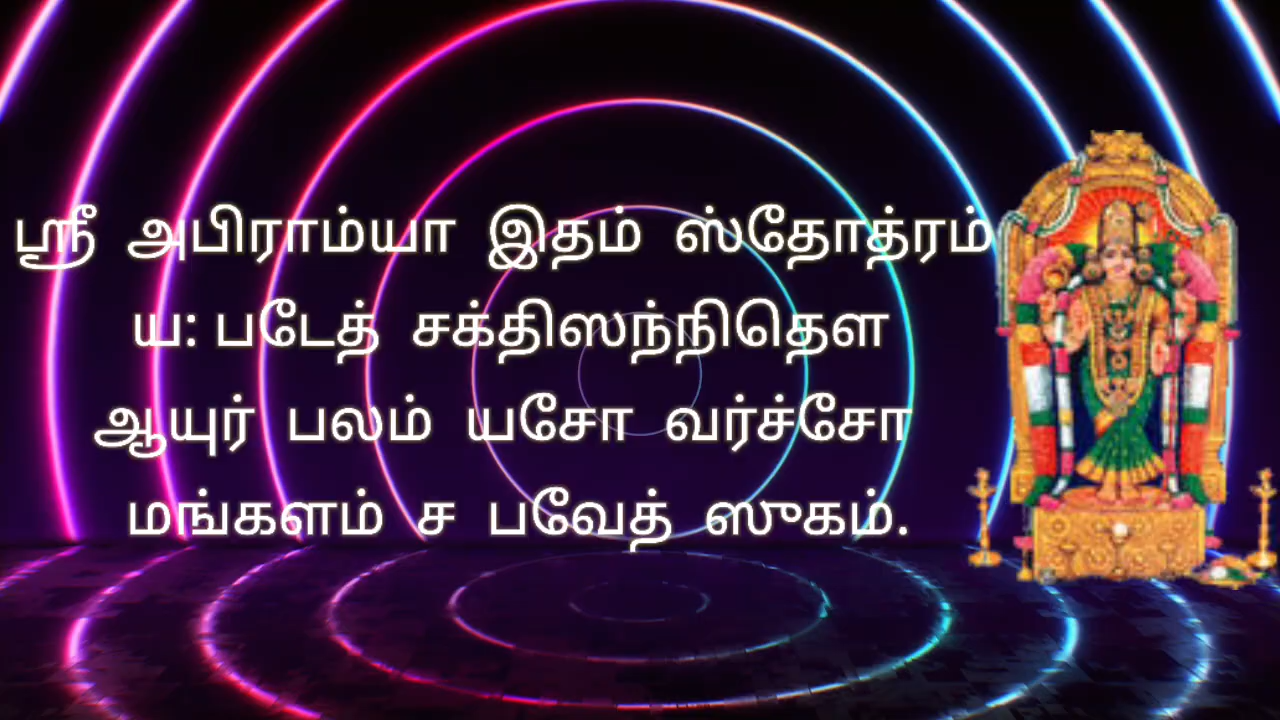 ஸ்ரீ அபிராம்யா இதம் ஸ்தோத்ரம்
ய: படேத் சக்திஸந்நிதௌ
ஆயுர் பலம் யசோ வர்ச்சோ
மங்களம் ச பவேத் ஸுகம்.